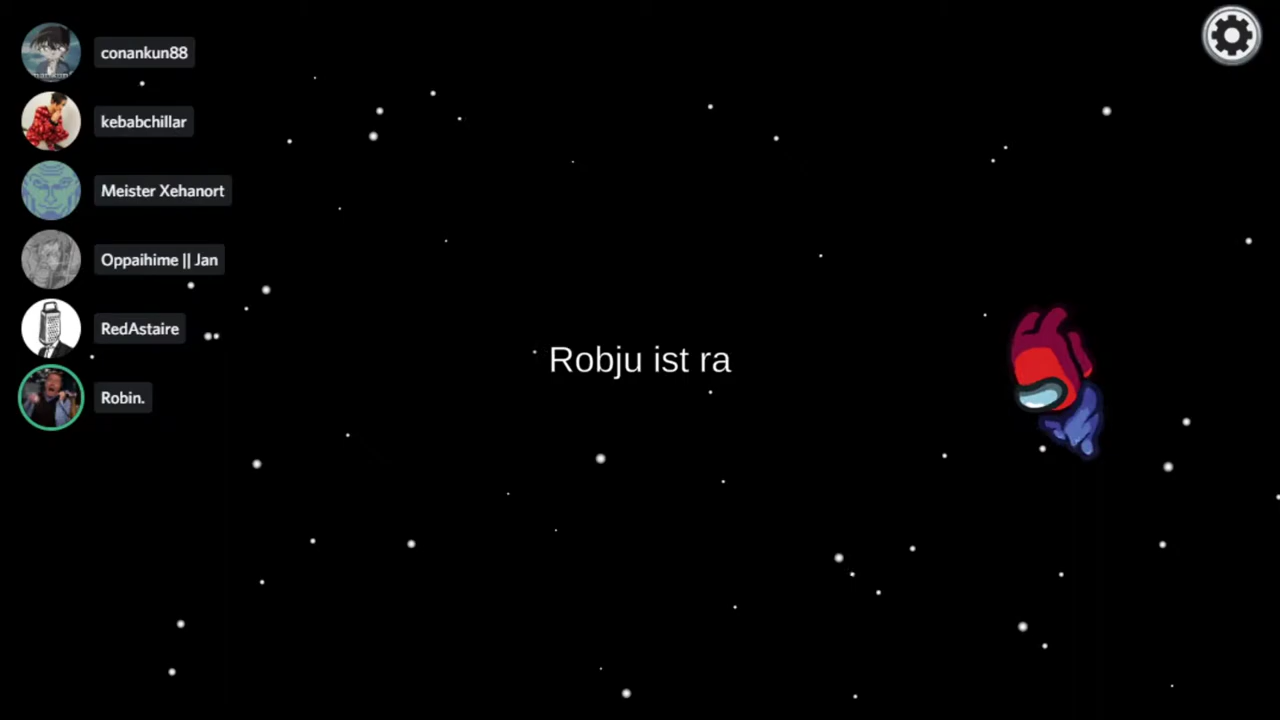 conankun88
kebabchillar
Meister Xehanort
Oppaihime || Jan
RedAstaire
Robin.
Robju ist ra